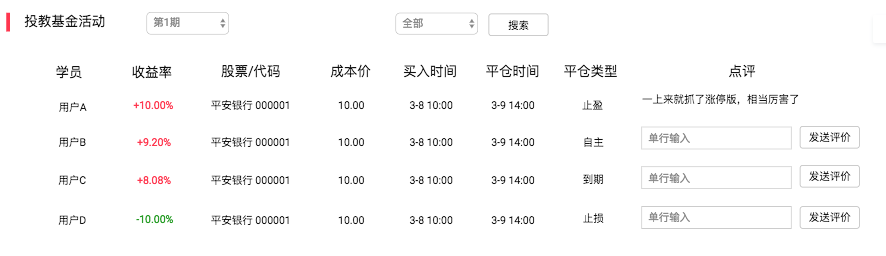 投教基金活动 第1期 全部 搜索
学员 收益率 股票/代码 成本价 买入时间 平仓时间 平仓类型 点评
用户A +10.00% 平安银行 000001 10.00 3-8 10:00 3-9 14:00 止盈 一上来就抓了涨停版，相当厉害了
用户B +9.20% 平安银行 000001 10.00 3-8 10:00 3-9 14:00 自主 单行输入 发送评价
用户C +8.08% 平安银行 000001 10.00 3-8 10:00 3-9 14:00 到期 单行输入 发送评价
用户D -10.00% 平安银行 000001 10.00 3-8 10:00 3-9 14:00 止损 单行输入 发送评价